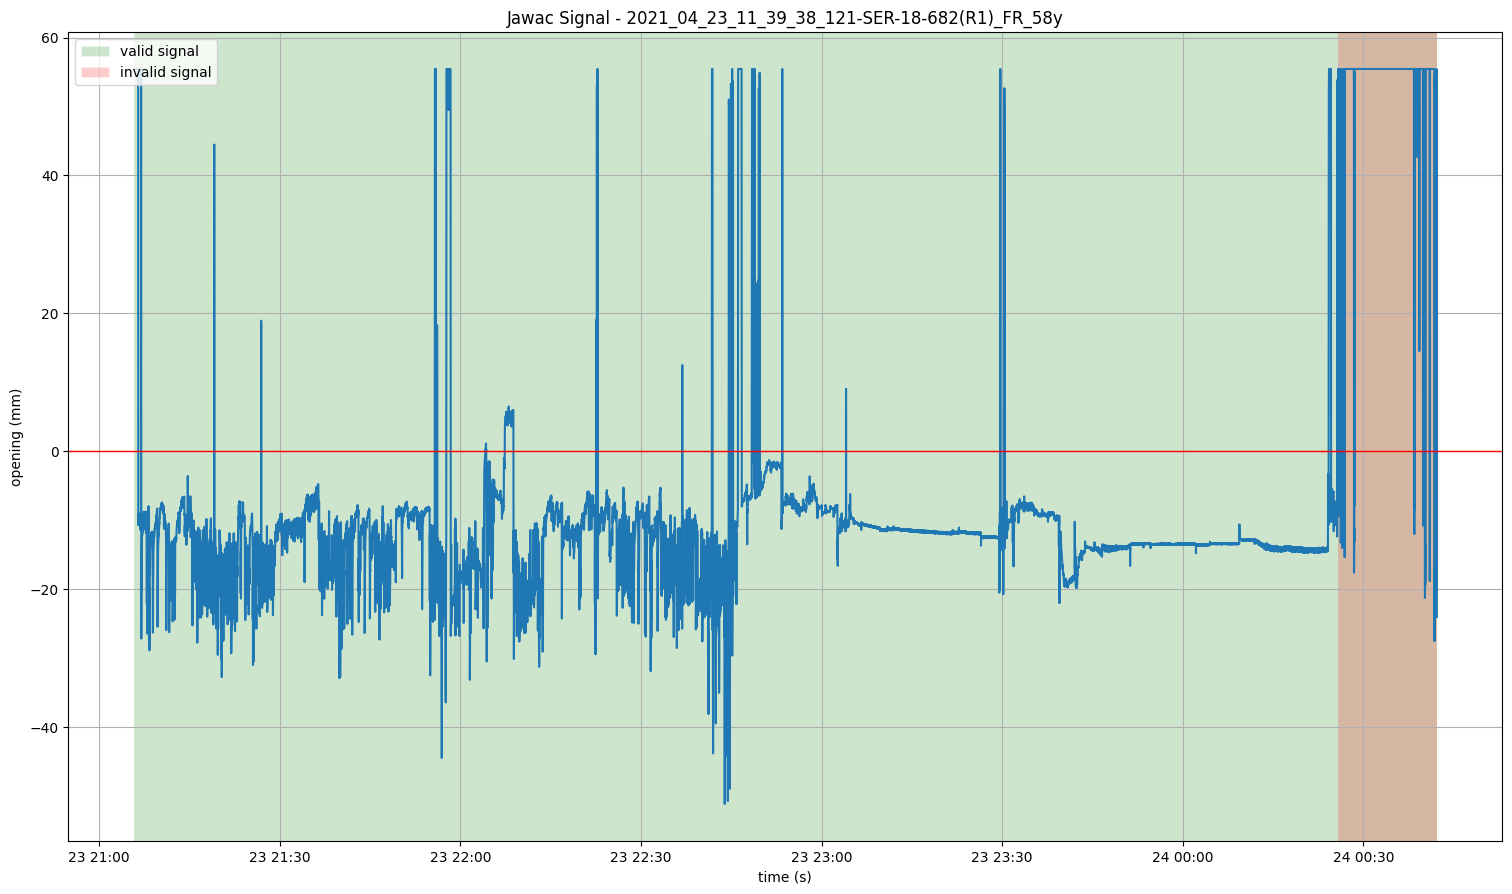 Jawac Signal - 2021_04_23_11_39_38_121-SER-18-682(R1)_FR_58y
valid signal
invalid signal
60
40
20
0
−20
−40
opening (mm)
23 21:00
23 21:30
23 22:00
23 22:30
23 23:00
23 23:30
24 00:00
24 00:30
time (s)